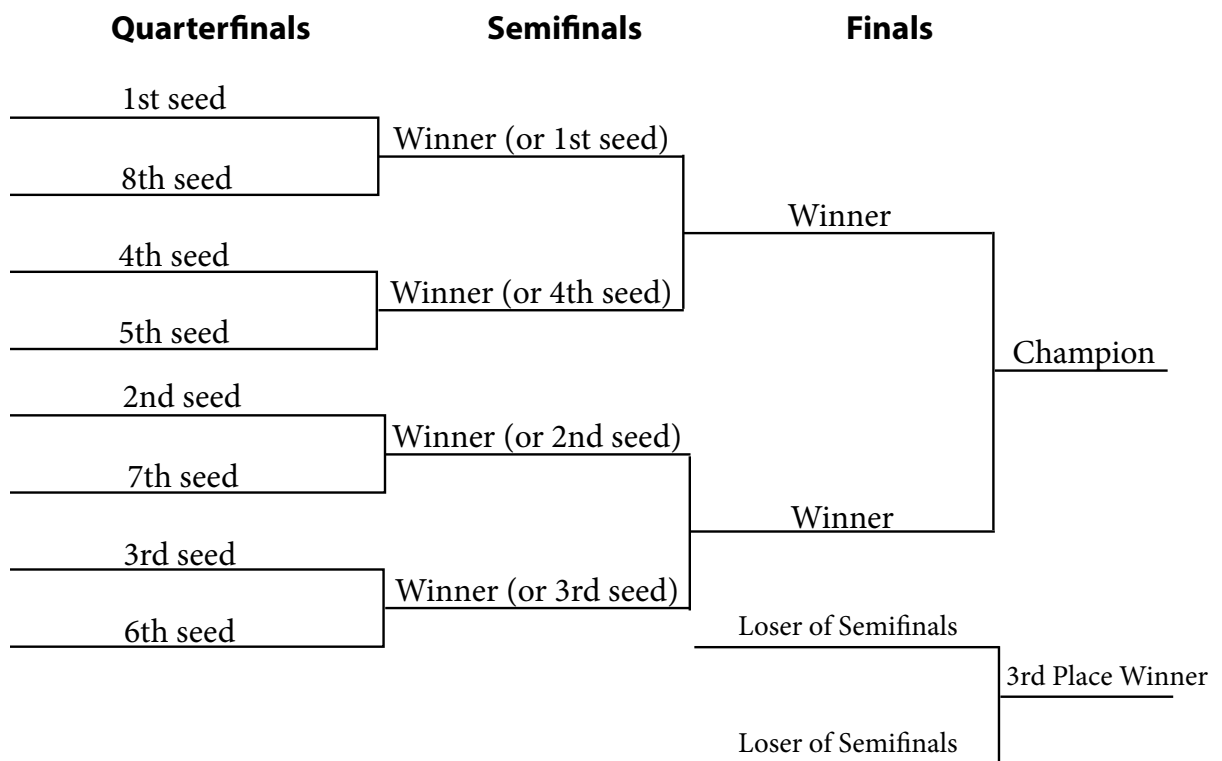 Quarterfinals Semifinals Finals
1st seed
Winner (or 1st seed)
8th seed
Winner
4th seed
Winner (or 4th seed)
5th seed
Champion
2nd seed
Winner (or 2nd seed)
7th seed
Winner
3rd seed
Winner (or 3rd seed)
6th seed
Loser of Semifinals
3rd Place Winner
Loser of Semifinals